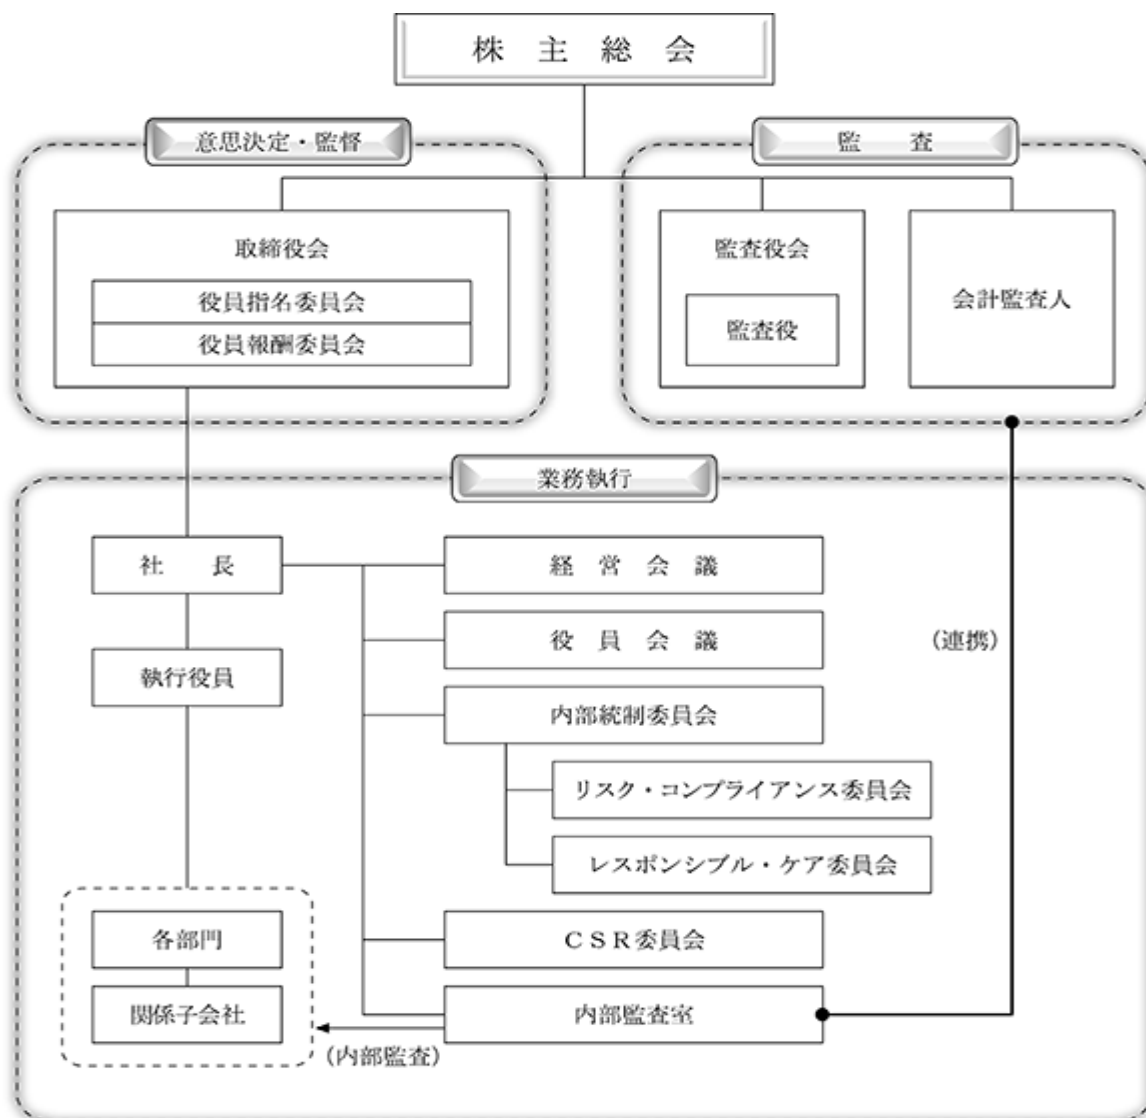 株主総会
意思決定・監督
監査
取締役会
役員指名委員会
役員報酬委員会
監査役会
監査役
会計監査人
業務執行
社長
経営会議
役員会議
(連携)
執行役員
内部統制委員会
リスク・コンプライアンス委員会
レスポンシブル・ケア委員会
各部門
CSR委員会
関係子会社
内部監査室
(内部監査)